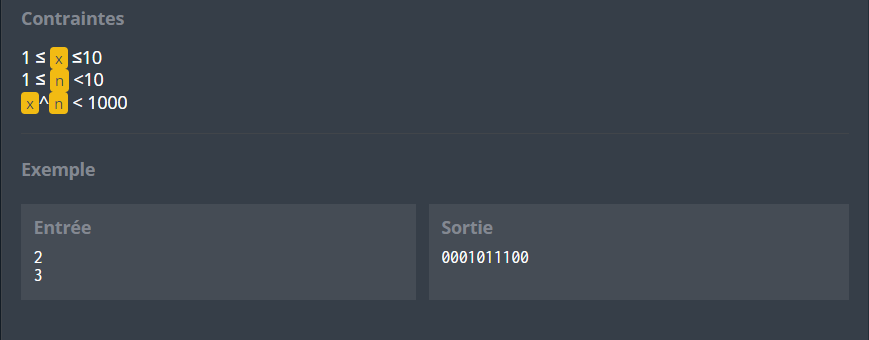 Contraintes
1 ≤ x ≤10
1 ≤ n <10
x^n < 1000
Exemple
Entrée
2
3
Sortie
0001011100